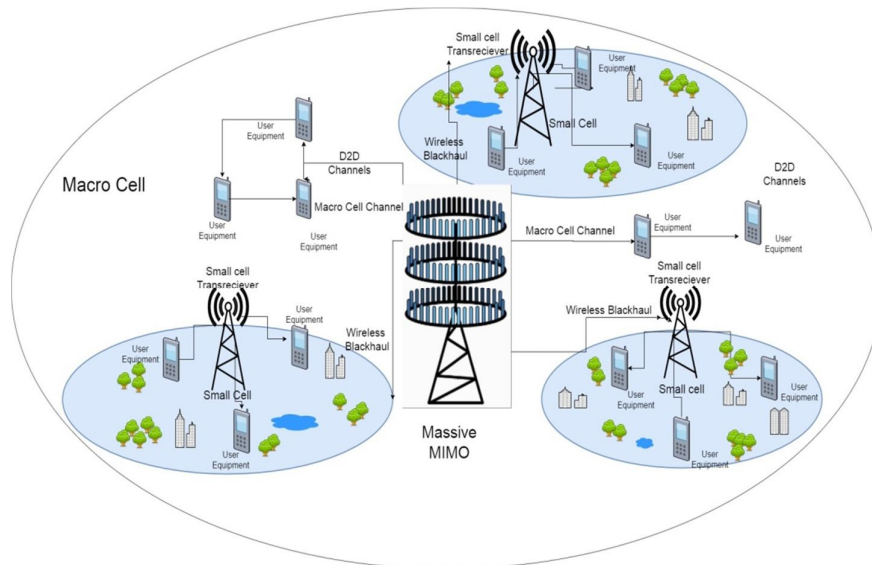 Small cell
Transreciever
User
Equipment
Small Cell
User
Equipment
User
Equipment
Wireless
Blackhaul
User
Equipment
D2D
Channels
User
Equipment
Macro Cell Channel
User
Equipment
Macro Cell
D2D
Channels
User
Equipment
User
Equipment
Macro Cell Channel
Small cell
Transreciever
User
Equipment
User
Equipment
Small Cell
User
Equipment
Wireless
Blackhaul
Massive
MIMO
Small cell
Transreciever
Wireless Blackhaul
Small cell
User
Equipment
User
Equipment
User
Equipment